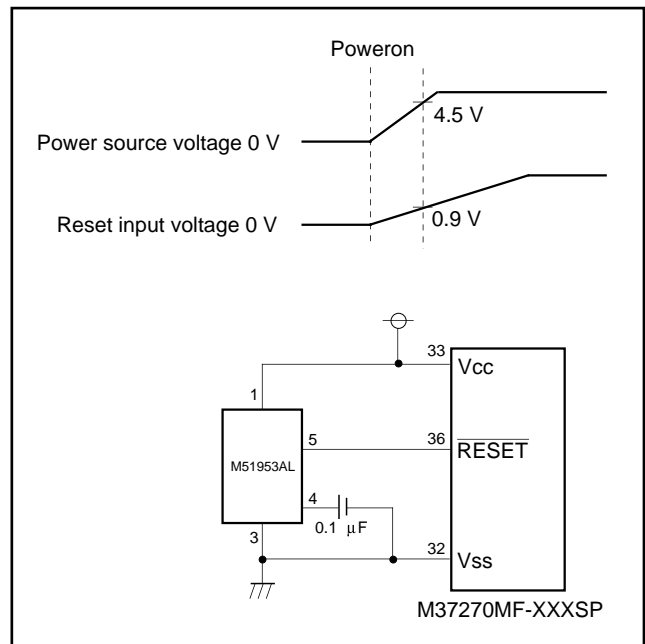 Poweron
4.5 V
Power source voltage 0 V
0.9 V
Reset input voltage 0 V
33
Vcc
1
5
36
RESET
M51953AL
4
0.1 μF
3
32
Vss
M37270MF-XXXSP